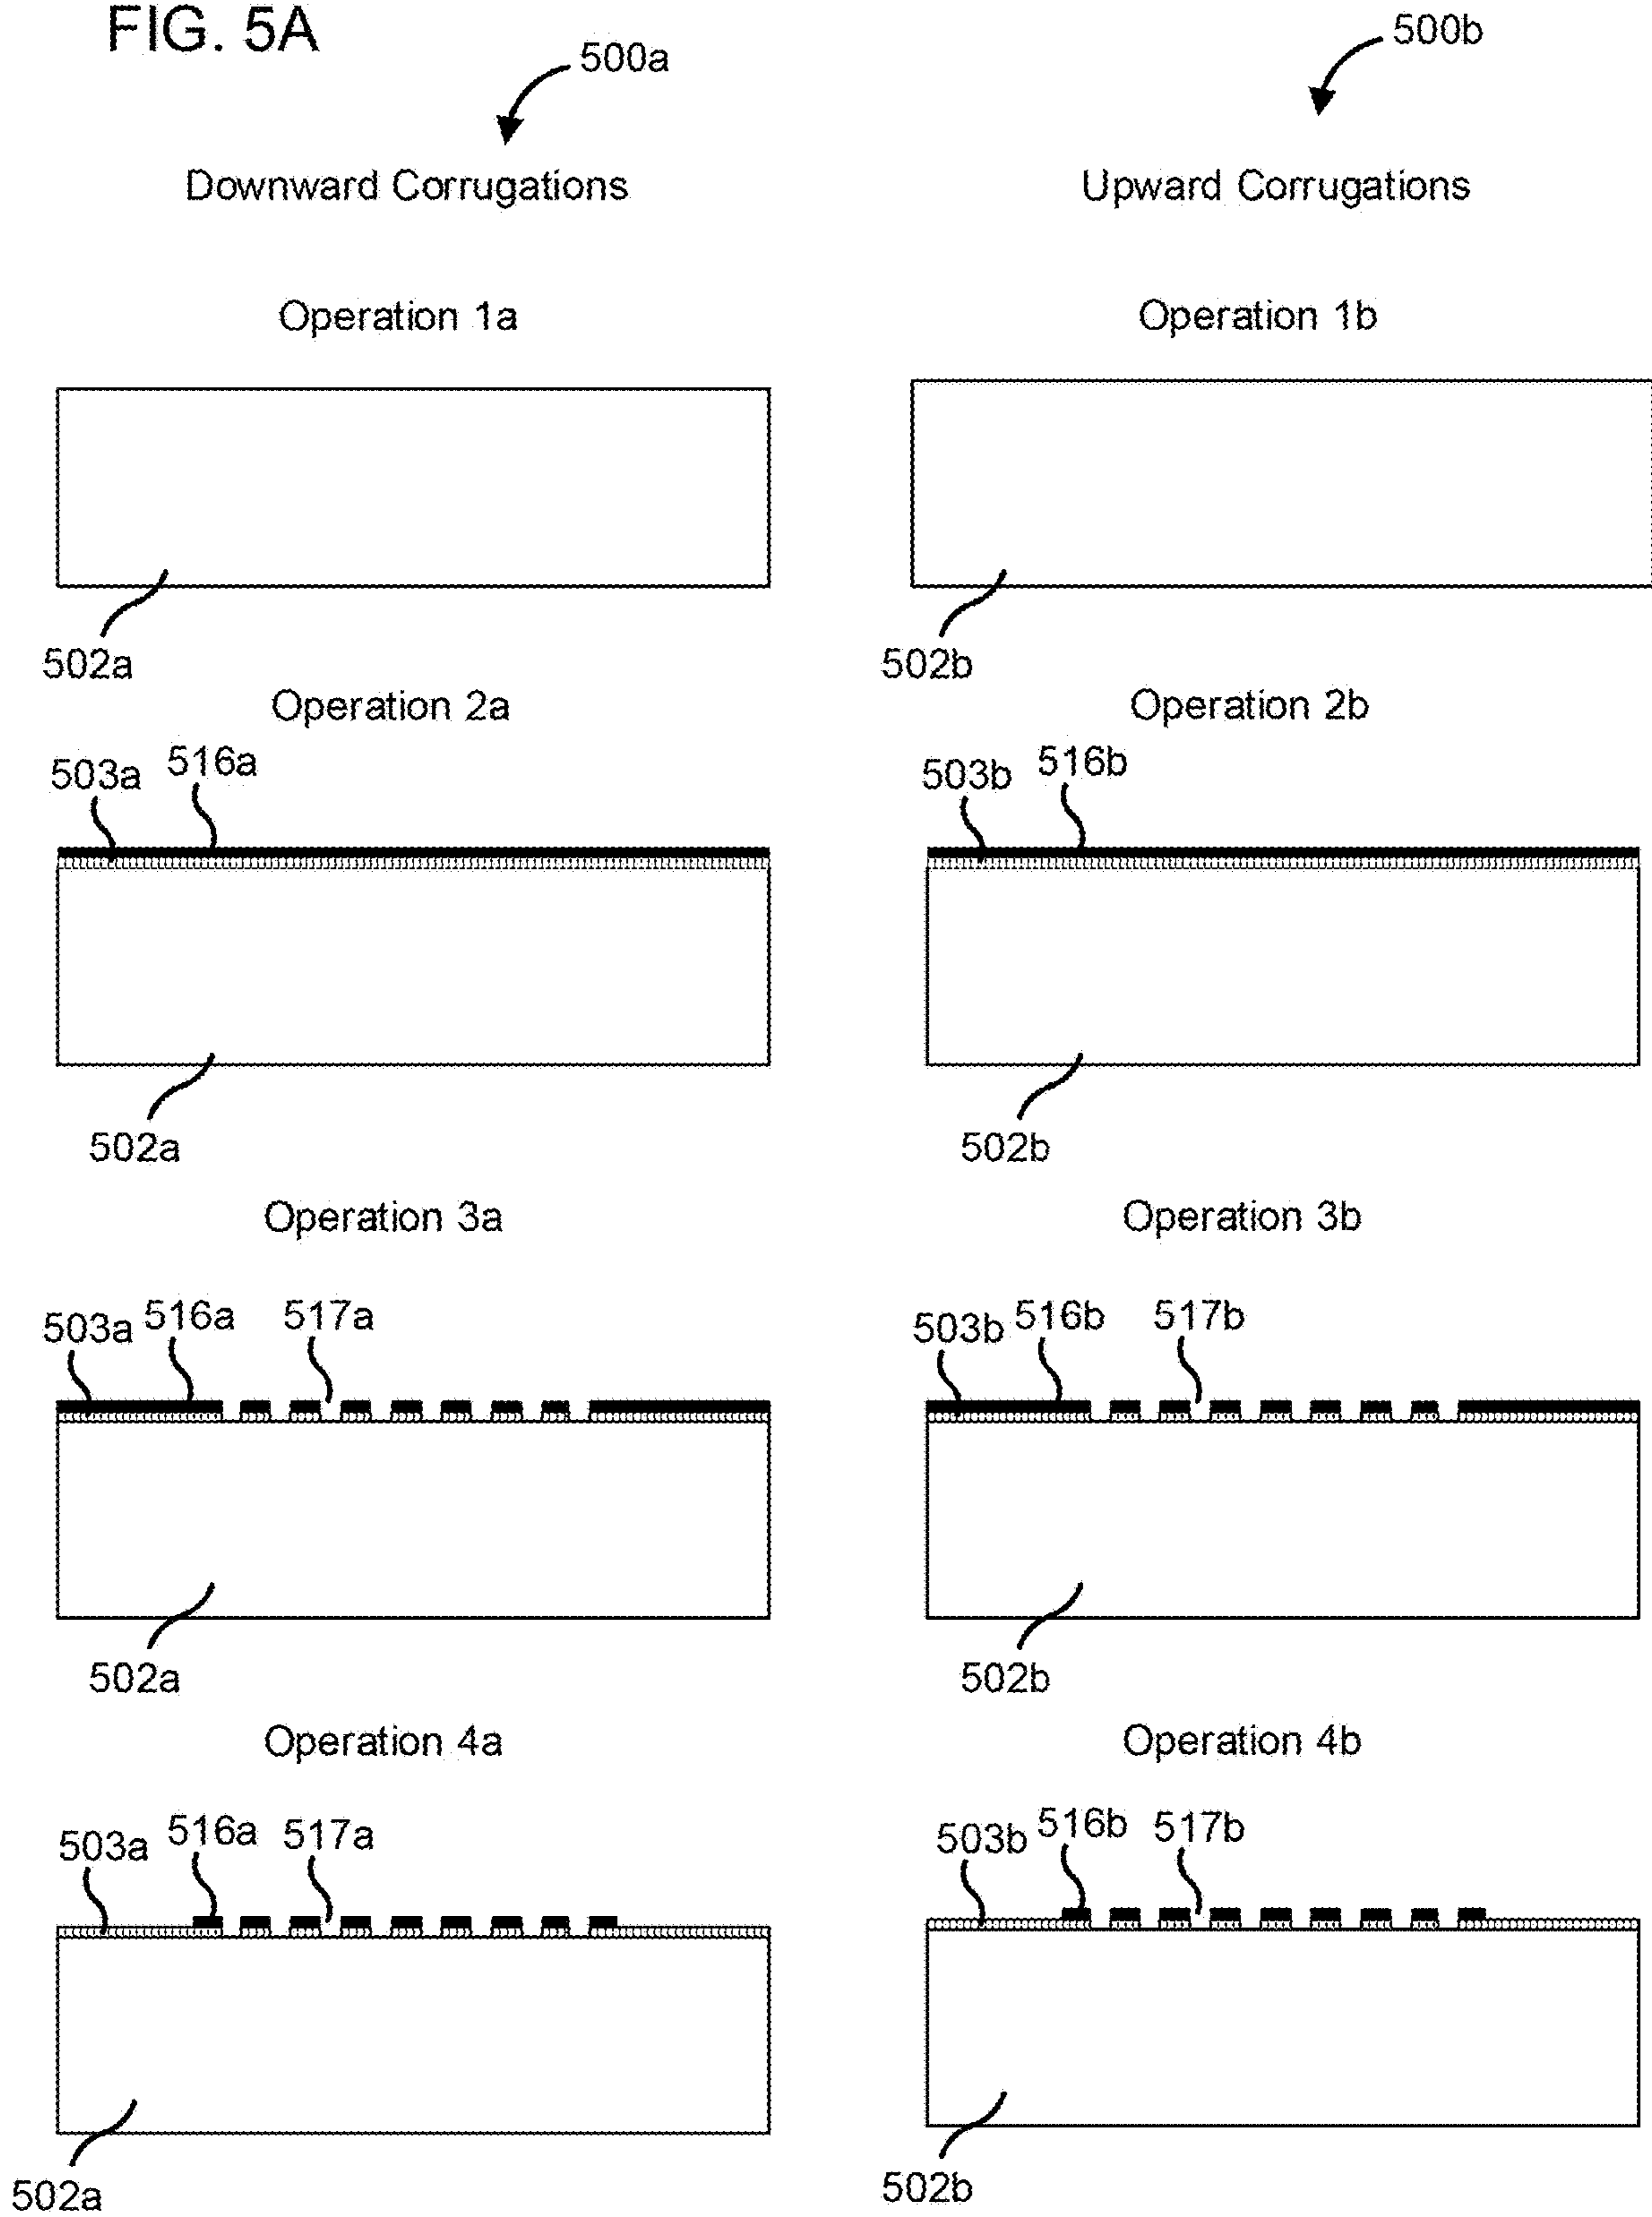 FIG. 5A
500a
500b
Downward Corrugations
Upward Corrugations
Operation 1a
Operation 1b
502a
502b
Operation 2a
Operation 2b
503a 516a
503b 516b
502a
502b
Operation 3a
Operation 3b
503a 516a 517a
503b 516b 517b
502a
502b
Operation 4a
Operation 4b
503a 516a 517a
503b 516b 517b
502a
502b